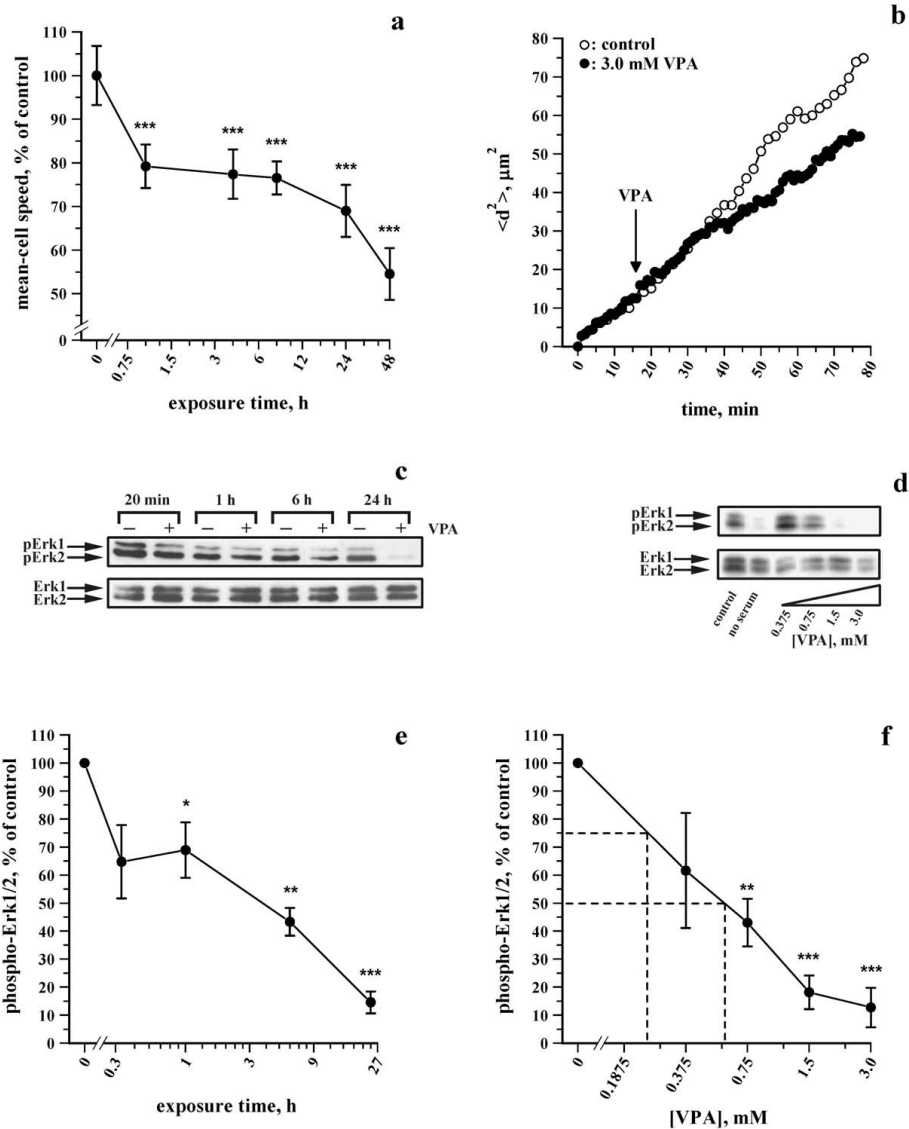 a
mean-cell speed, % of control
110
100
90
80
70
60
50
0
***
***
***
***
***
0 0.75 1.5 3 6 12 24 48
exposure time, h
b
○: control
●: 3.0 mM VPA
<d²>, μm²
80
70
60
50
40
30
20
10
0
VPA
0 10 20 30 40 50 60 70 80
time, min
c
20 min 1 h 6 h 24 h
– + – + – + – + VPA
pErk1
pErk2
Erk1
Erk2
d
pErk1
pErk2
Erk1
Erk2
control no serum 0.375 0.75 1.5 3.0
[VPA], mM
e
phospho-Erk1/2, % of control
110
100
90
80
70
60
50
40
30
20
10
0
*
**
***
0 0.3 1 3 9 27
exposure time, h
f
phospho-Erk1/2, % of control
110
100
90
80
70
60
50
40
30
20
10
0
**
***
***
0 0.1875 0.375 0.75 1.5 3.0
[VPA], mM